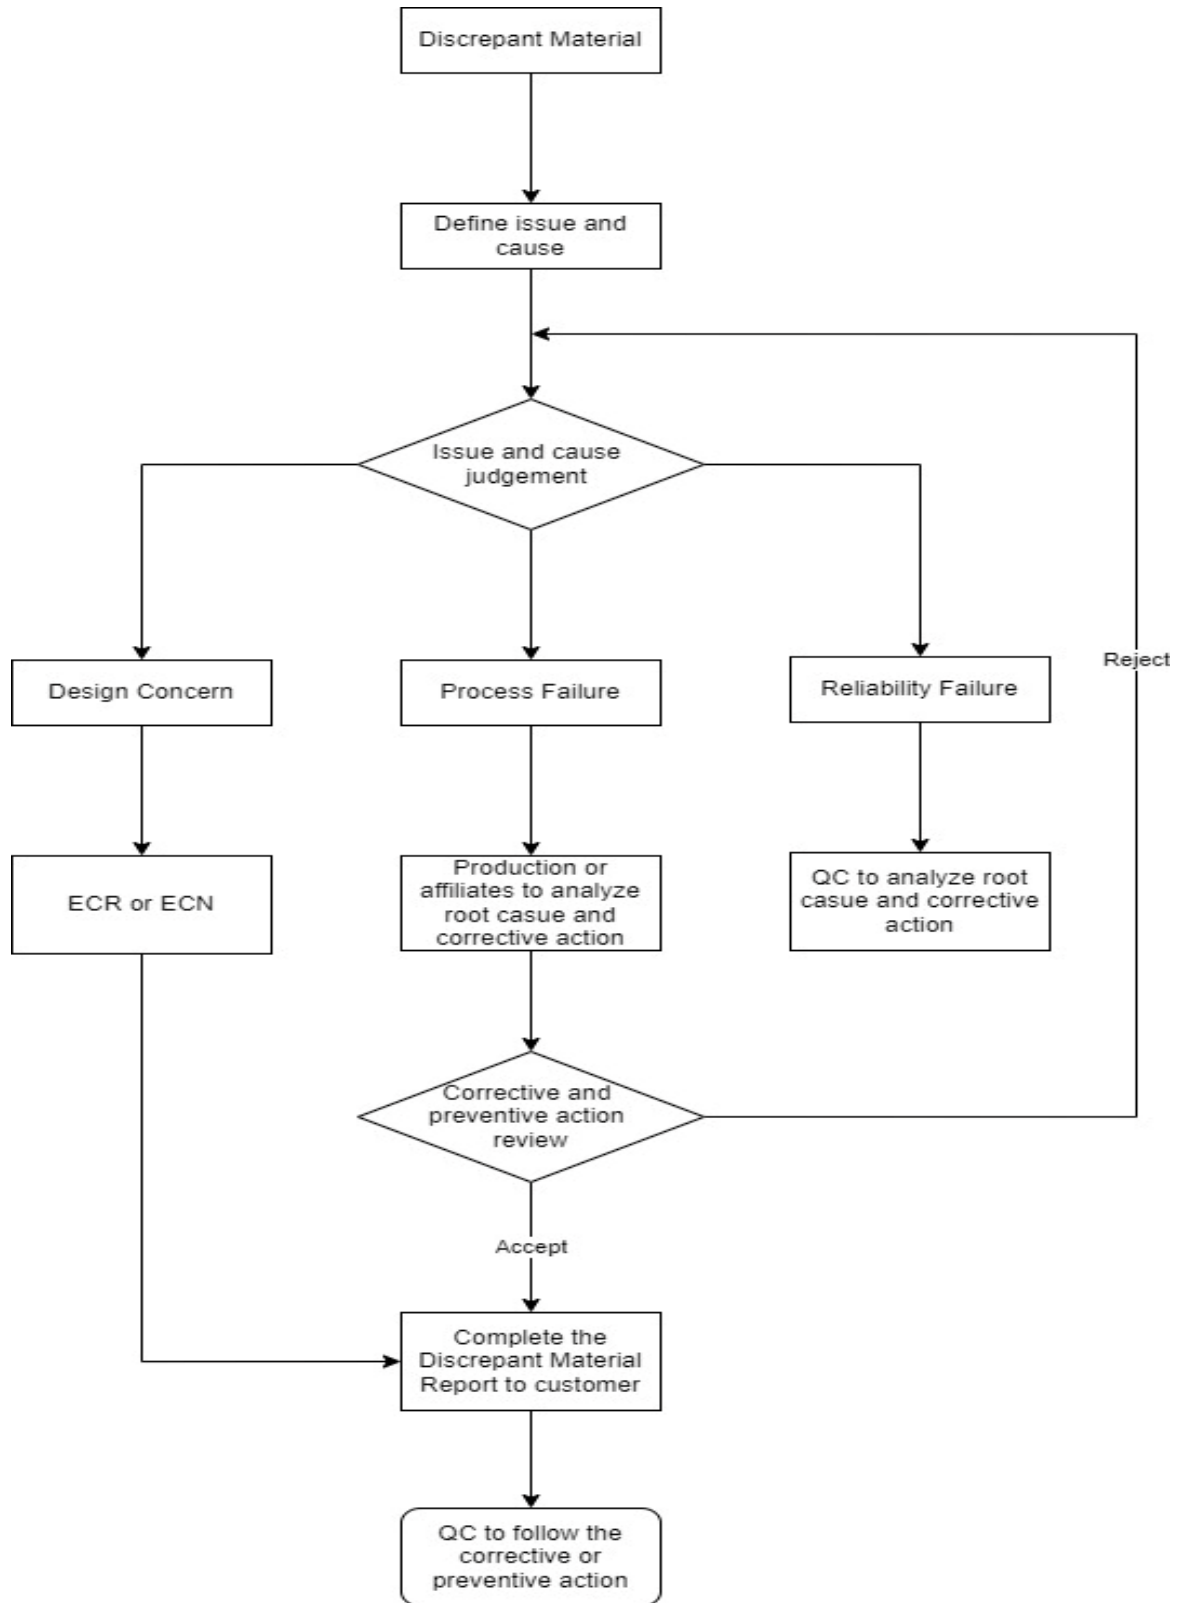 Discrepant Material
Define issue and
cause
Issue and cause
judgement
Reject
Design Concern
Process Failure
Reliability Failure
ECR or ECN
Production or
affiliates to analyze
root casue and
corrective action
QC to analyze root
casue and corrective
action
Corrective and
preventive action
review
Accept
Complete the
Discrepant Material
Report to customer
QC to follow the
corrective or
preventive action